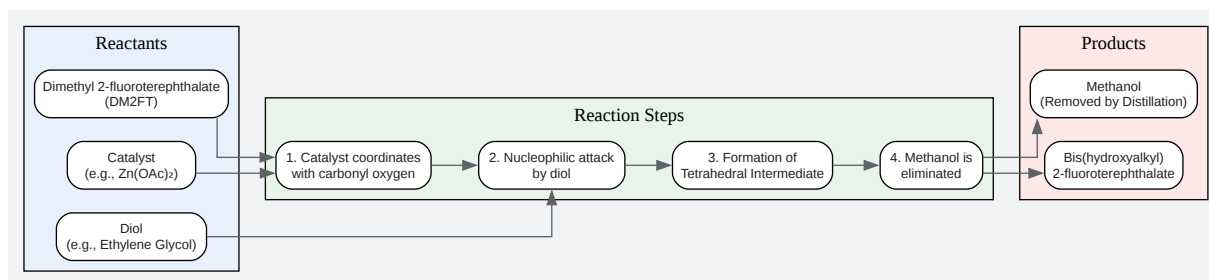 Reactants
Dimethyl 2-fluoroterephthalate
(DM2FT)
Catalyst
(e.g., Zn(OAc)₂)
Diol
(e.g., Ethylene Glycol)
Reaction Steps
1. Catalyst coordinates
with carbonyl oxygen
2. Nucleophilic attack
by diol
3. Formation of
Tetrahedral Intermediate
4. Methanol is
eliminated
Products
Methanol
(Removed by Distillation)
Bis(hydroxyalkyl)
2-fluoroterephthalate